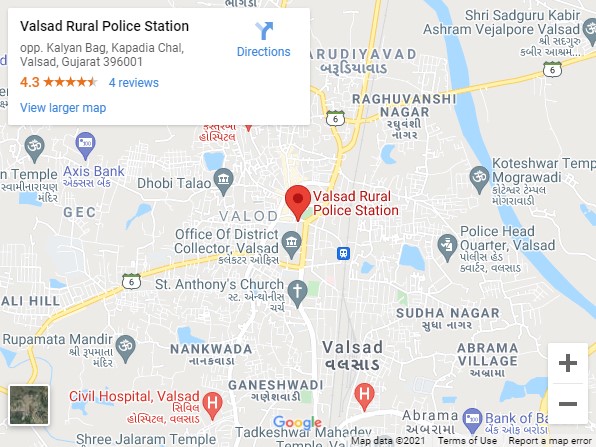 Valsad Rural Police Station
opp. Kalyan Bag, Kapadia Chal,
Valsad, Gujarat 396001
4.3
4 reviews
View larger map
Directions
ભાગડા
Shri Sadguru Kabir
Ashram Vejalpore Valsad
શ્રી સદગુરુ
કબીર
ARUDIYAVAD
બરૂડિયાવાડ
RAGHUVANSHI
NAGAR
રઘુવંશી
નગર
6
કસ્તુરબા
હોસ્પિટલ
n Temple
સ્વામીનારાયણ
મંદિર
Axis Bank
એક્સિસ બેંક
Dhobi Talao
Koteshwar Temp
Mograwadi
કોટેશ્વર ટેમ્પલ
મોગરાવાડી
GEC
VALOD
Valsad Rural
Police Station
Office Of District
Collector, Valsad
કલેક્ટર ઓફિસ
Police Head
Quarter, Valsad
પોલીસ હેડ
ક્વાર્ટર, વલસાડ
6
St. Anthony's Church
સ્ટ. એન્થોનીસ
ચર્ચ
ALI HILL
SUDHA NAGAR
સુધા નગર
Rupamata Mandir
શ્રી રૂપામાતા
મંદિર
NANKWADA
નાનકવાડા
Valsad
વલસાડ
ABRAMA
VILLAGE
અબ્રામા
GANESHWADI
ગણેશવાડી
Civil Hospital, Valsad
સિવિલ
હોસ્પિટલ, વલસાડ
H
H
Google
Tadkeshwar Mahadev
Temple, Va
Shree Jalaram Temple
Abrama
અબ્રામા
Bank of Ba
બેંક ઓફ બરોડ
Map data ©2021
Terms of Use
Report a map error